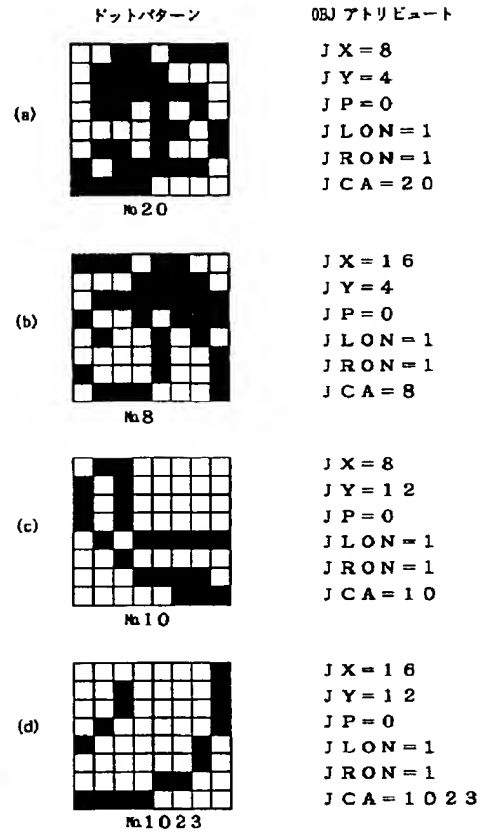 ドットパターン
OBJ アトリビュート
(a)
№20
JX=8
JY=4
JP=0
JLON=1
JRON=1
JCA=20
(b)
№8
JX=16
JY=4
JP=0
JLON=1
JRON=1
JCA=8
(c)
№10
JX=8
JY=12
JP=0
JLON=1
JRON=1
JCA=10
(d)
№1023
JX=16
JY=12
JP=0
JLON=1
JRON=1
JCA=1023